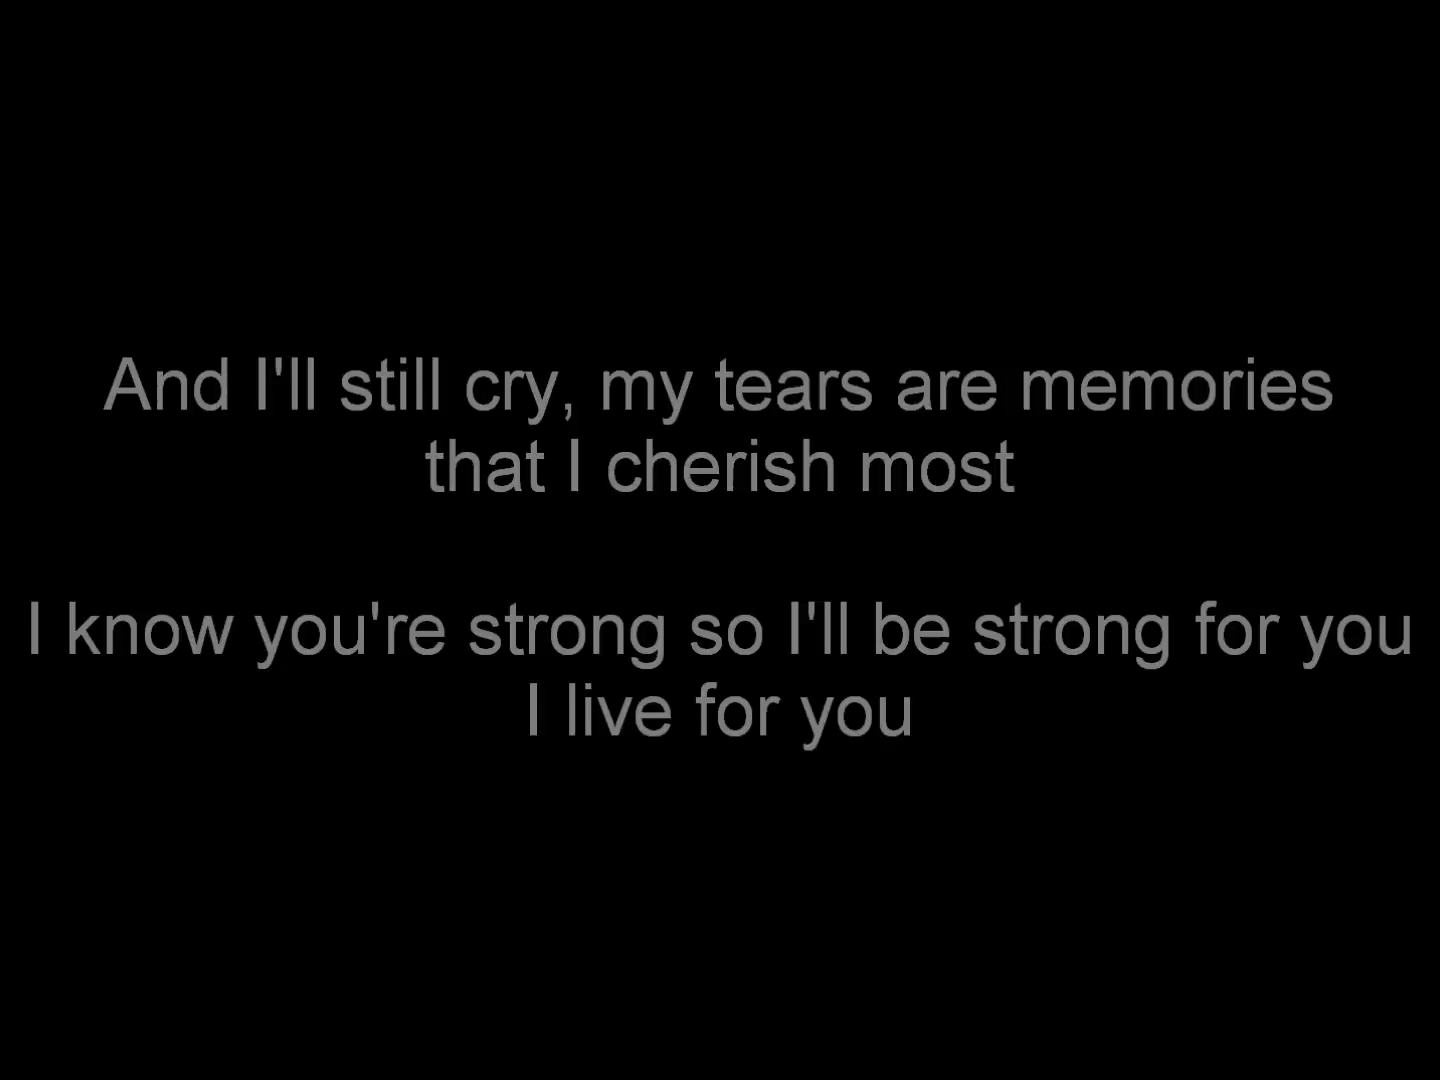 And I'll still cry, my tears are memories
that I cherish most
I know you're strong so I'll be strong for you
I live for you